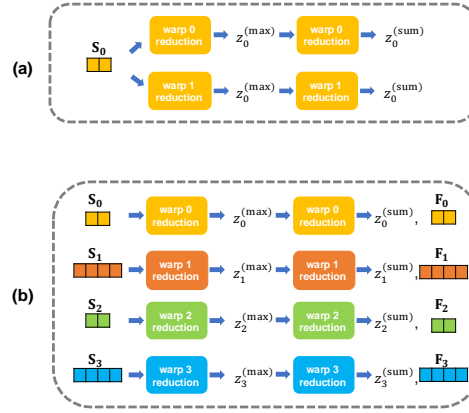 (a)
S₀
warp 0 reduction z₀^(max) warp 0 reduction z₀^(sum)
warp 1 reduction z₀^(max) warp 1 reduction z₀^(sum)
(b)
S₀ warp 0 reduction z₀^(max) warp 0 reduction z₀^(sum), F₀
S₁ warp 1 reduction z₁^(max) warp 1 reduction z₁^(sum), F₁
S₂ warp 2 reduction z₂^(max) warp 2 reduction z₂^(sum), F₂
S₃ warp 3 reduction z₃^(max) warp 3 reduction z₃^(sum), F₃